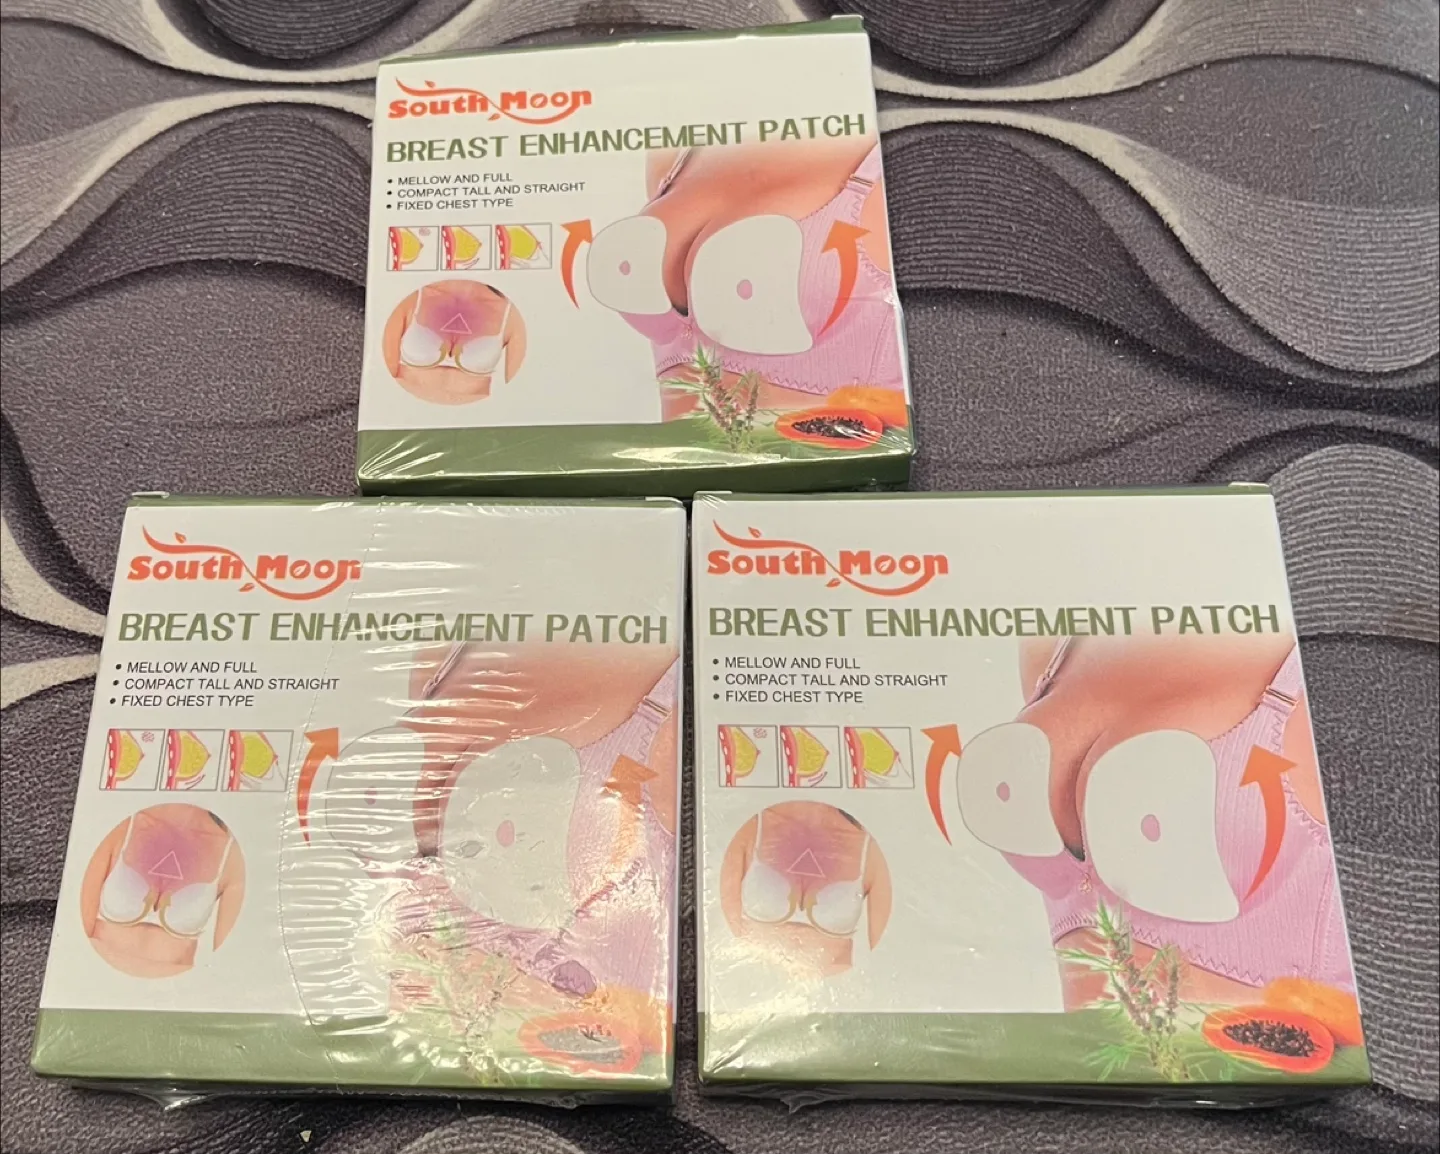 South Moon
BREAST ENHANCEMENT PATCH
• MELLOW AND FULL
• COMPACT TALL AND STRAIGHT
• FIXED CHEST TYPE
South Moon
BREAST ENHANCEMENT PATCH
• MELLOW AND FULL
• COMPACT TALL AND STRAIGHT
• FIXED CHEST TYPE
South Moon
BREAST ENHANCEMENT PATCH
• MELLOW AND FULL
• COMPACT TALL AND STRAIGHT
• FIXED CHEST TYPE